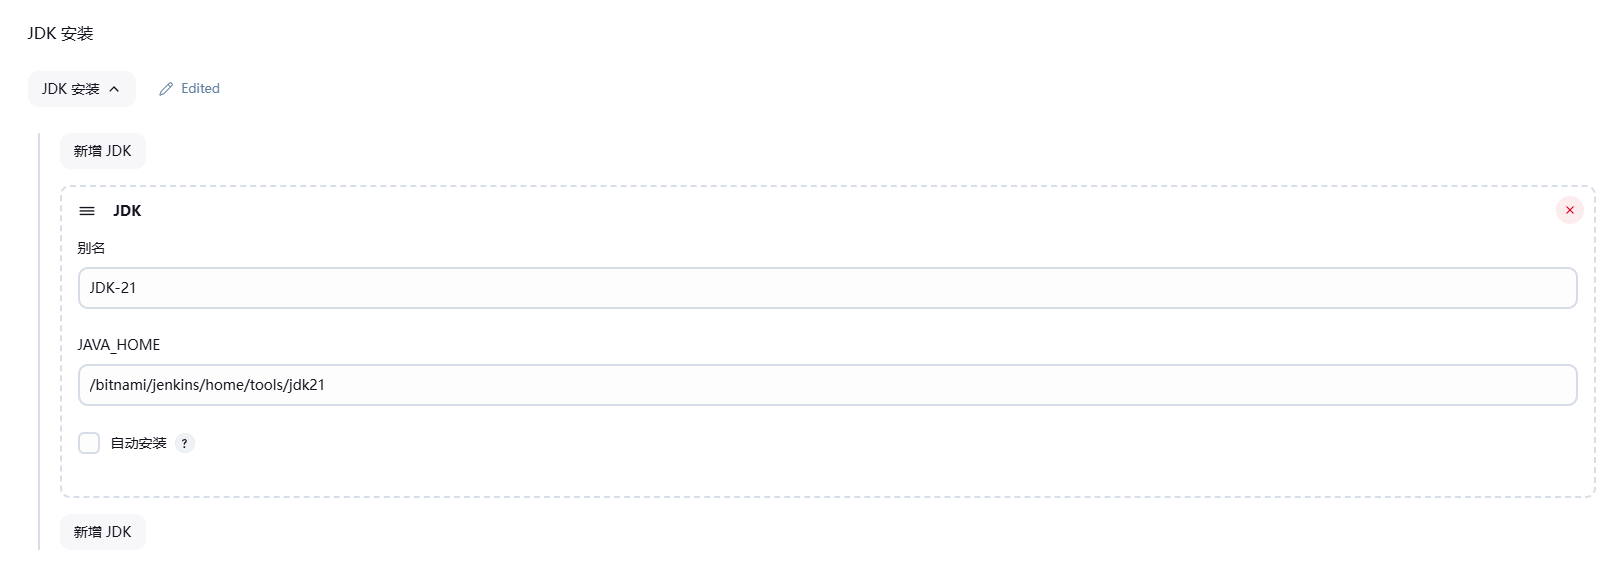 JDK 安装
JDK 安装 Edited
新增 JDK
JDK
别名
JDK-21
JAVA_HOME
/bitnami/jenkins/home/tools/jdk21
自动安装 ?
新增 JDK